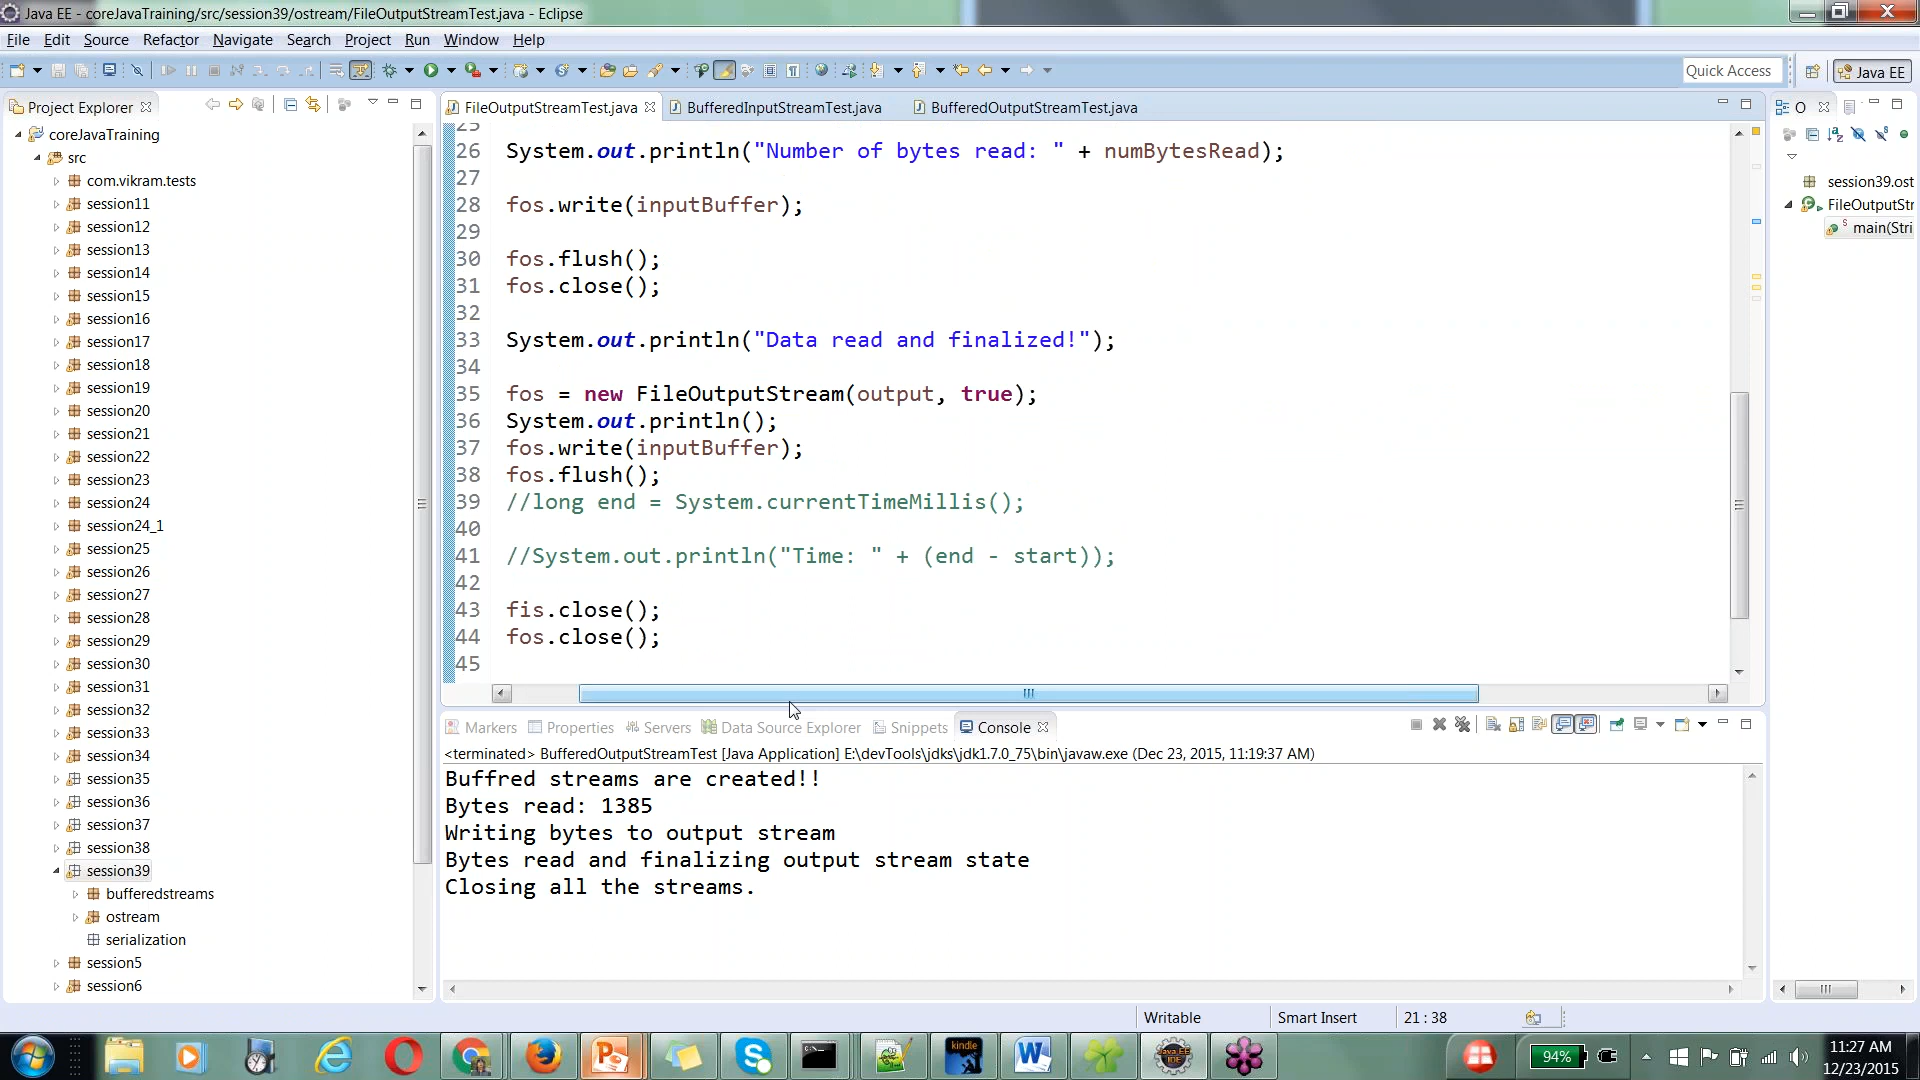 Java EE - coreJavaTraining/src/session39/ostream/FileOutputStreamTest.java - Eclipse
File Edit Source Refactor Navigate Search Project Run Window Help
Quick Access
Java EE
Project Explorer
FileOutputStreamTest.java
BufferedInputStreamTest.java
BufferedOutputStreamTest.java
O
coreJavaTraining
src
com.vikram.tests
session11
session12
session13
session14
session15
session16
session17
session18
session19
session20
session21
session22
session23
session24
session24_1
session25
session26
session27
session28
session29
session30
session31
session32
session33
session34
session35
session36
session37
session38
session39
bufferedstreams
ostream
serialization
session5
session6
25
26 System.out.println("Number of bytes read: " + numBytesRead);
27
28 fos.write(inputBuffer);
29
30 fos.flush();
31 fos.close();
32
33 System.out.println("Data read and finalized!");
34
35 fos = new FileOutputStream(output, true);
36 System.out.println();
37 fos.write(inputBuffer);
38 fos.flush();
39 //long end = System.currentTimeMillis();
40
41 //System.out.println("Time: " + (end - start));
42
43 fis.close();
44 fos.close();
45
session39.ost
FileOutputStr
main(Stri
Markers Properties Servers Data Source Explorer Snippets Console
<terminated> BufferedOutputStreamTest [Java Application] E:\devTools\jdks\jdk1.7.0_75\bin\javaw.exe (Dec 23, 2015, 11:19:37 AM)
Buffred streams are created!!
Bytes read: 1385
Writing bytes to output stream
Bytes read and finalizing output stream state
Closing all the streams.
Writable
Smart Insert
21 : 38
kindle
Java EE
IDE
94%
11:27 AM
12/23/2015